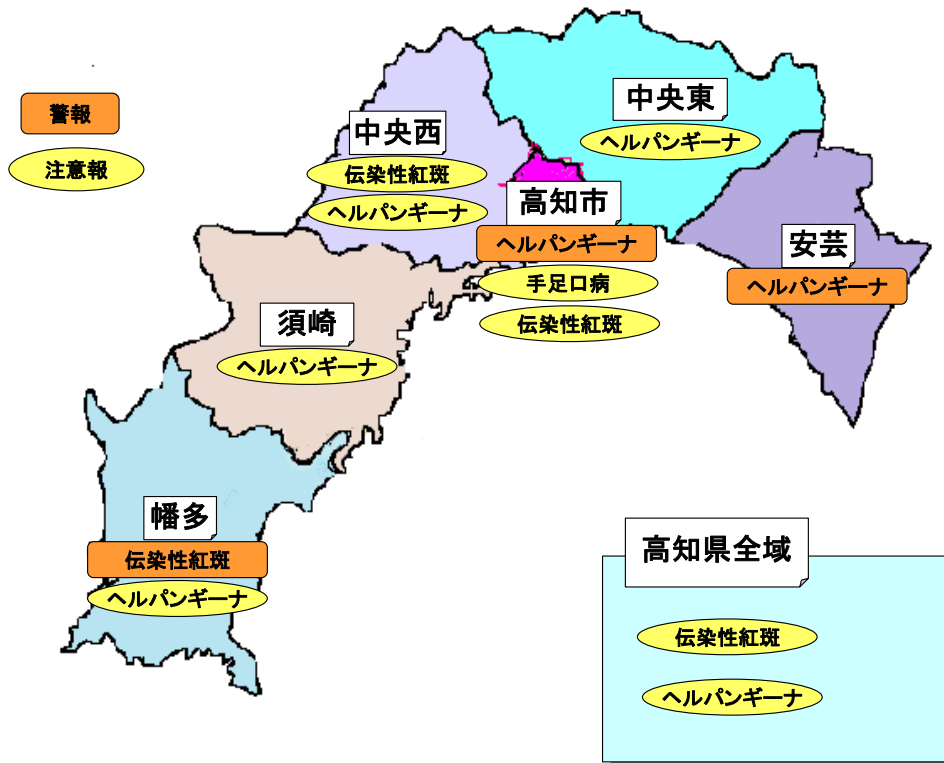 警報
注意報
中央東
ヘルパンギーナ
中央西
伝染性紅斑
ヘルパンギーナ
高知市
ヘルパンギーナ
手足口病
伝染性紅斑
安芸
ヘルパンギーナ
須崎
ヘルパンギーナ
幡多
伝染性紅斑
ヘルパンギーナ
高知県全域
伝染性紅斑
ヘルパンギーナ